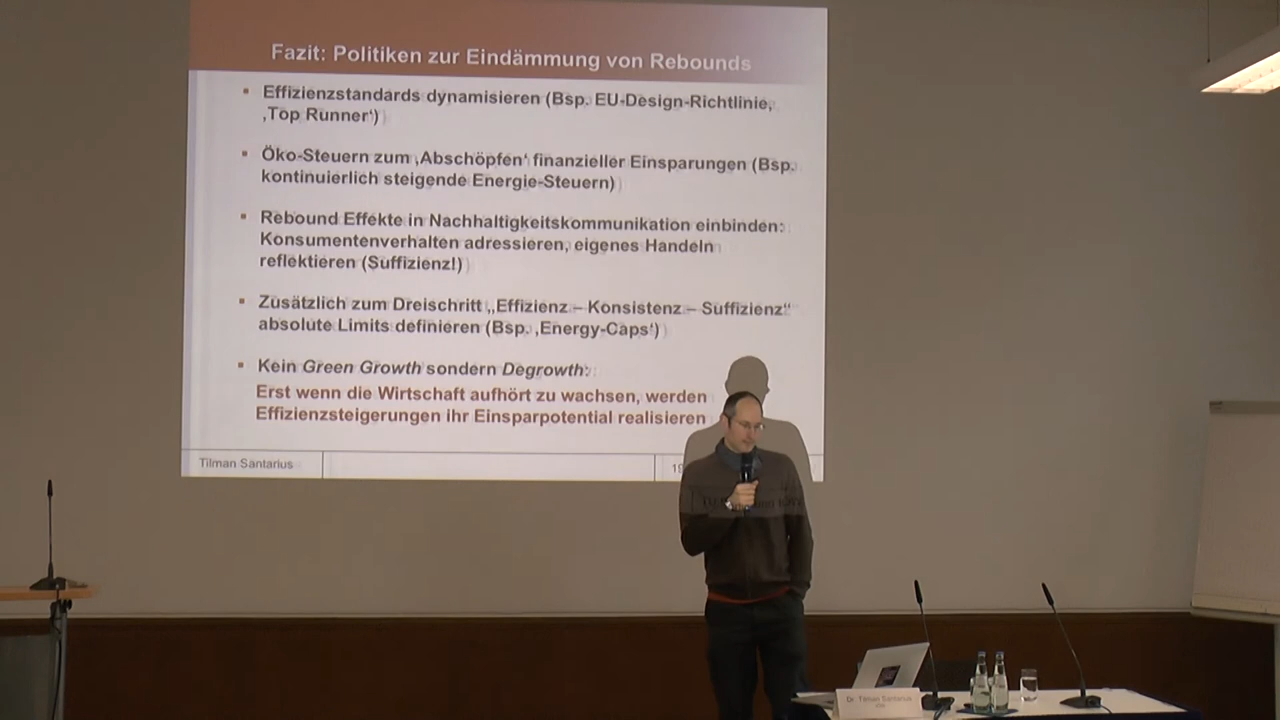 Fazit: Politiken zur Eindämmung von Rebounds
Effizienzstandards dynamisieren (Bsp. EU-Design-Richtlinie,
‚Top Runner‘)
Öko-Steuern zum ‚Abschöpfen‘ finanzieller Einsparungen (Bsp.
kontinuierlich steigende Energie-Steuern)
Rebound Effekte in Nachhaltigkeitskommunikation einbinden:
Konsumentenverhalten adressieren, eigenes Handeln
reflektieren (Suffizienz!)
Zusätzlich zum Dreischritt „Effizienz – Konsistenz – Suffizienz“
absolute Limits definieren (Bsp. ‚Energy-Caps‘)
Kein Green Growth sondern Degrowth:
Erst wenn die Wirtschaft aufhört zu wachsen, werden
Effizienzsteigerungen ihr Einsparpotential realisieren
Tilman Santarius
Dr. Tilman Santarius